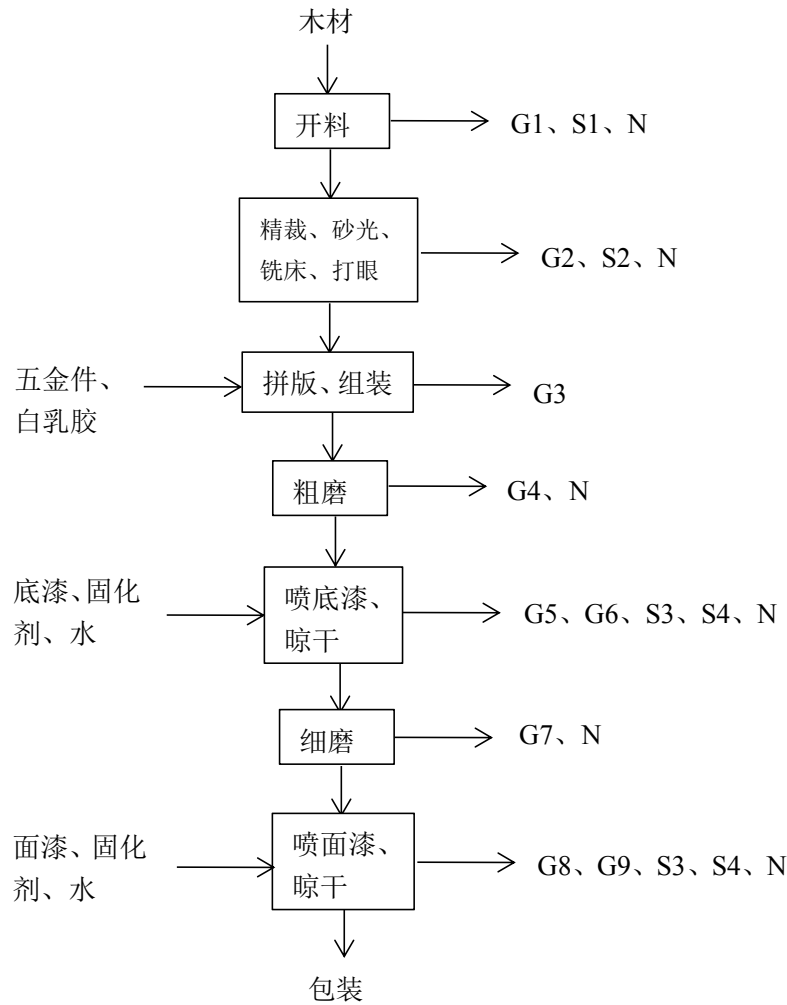 木材
开料
G1、S1、N
精裁、砂光、
铣床、打眼
G2、S2、N
五金件、
白乳胶
拼版、组装
G3
粗磨
G4、N
底漆、固化
剂、水
喷底漆、
晾干
G5、G6、S3、S4、N
细磨
G7、N
面漆、固化
剂、水
喷面漆、
晾干
G8、G9、S3、S4、N
包装